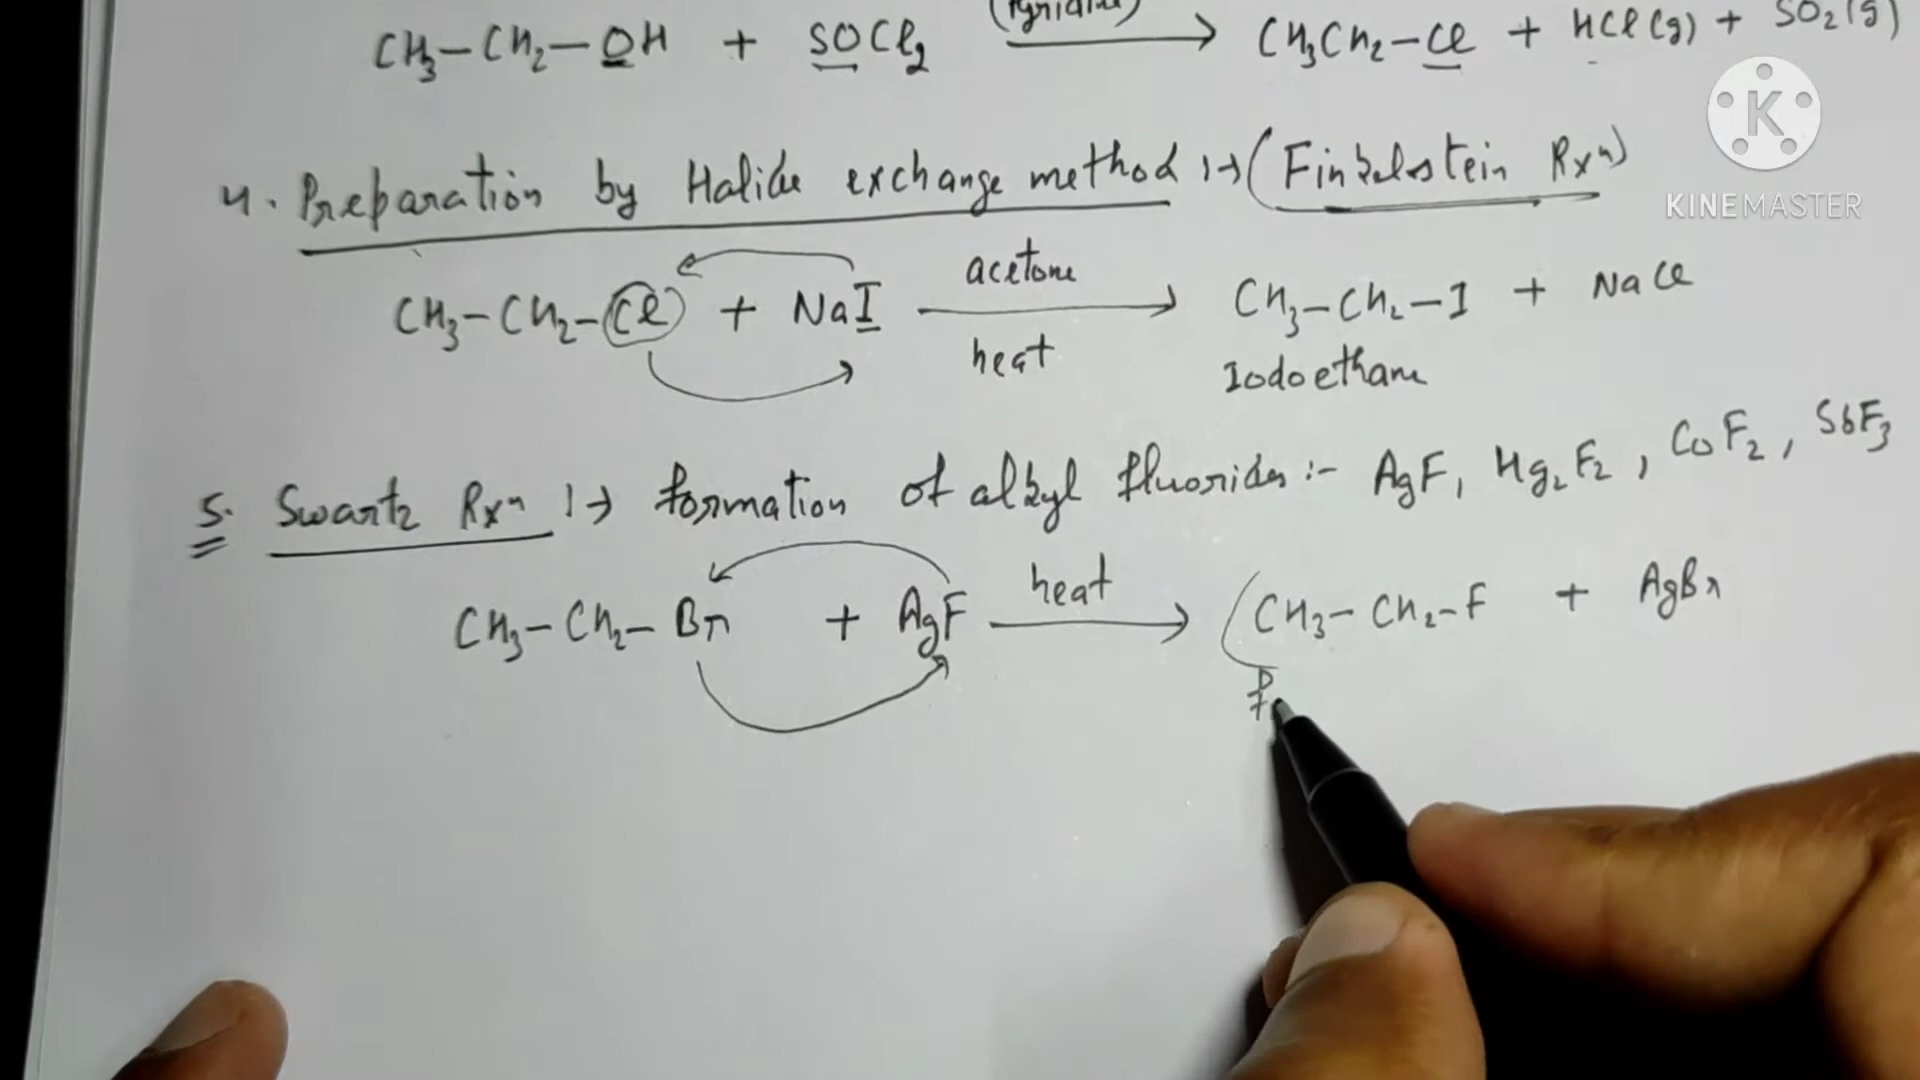 CH₃–CH₂–OH + SOCl₂ (Pyridine) → CH₃CH₂–Cl + HCl(g) + SO₂(g)
KINEMASTER
4. Preparation by Halide exchange method :→ (Finkelstein Rxⁿ)
CH₃–CH₂–Cl + NaI acetone heat → CH₃–CH₂–I + NaCl
Iodoethane
5. Swartz Rxⁿ :→ formation of alkyl fluorides :- AgF, Hg₂F₂, CoF₂, SbF₃
CH₃–CH₂–Br + AgF heat → CH₃–CH₂–F + AgBr